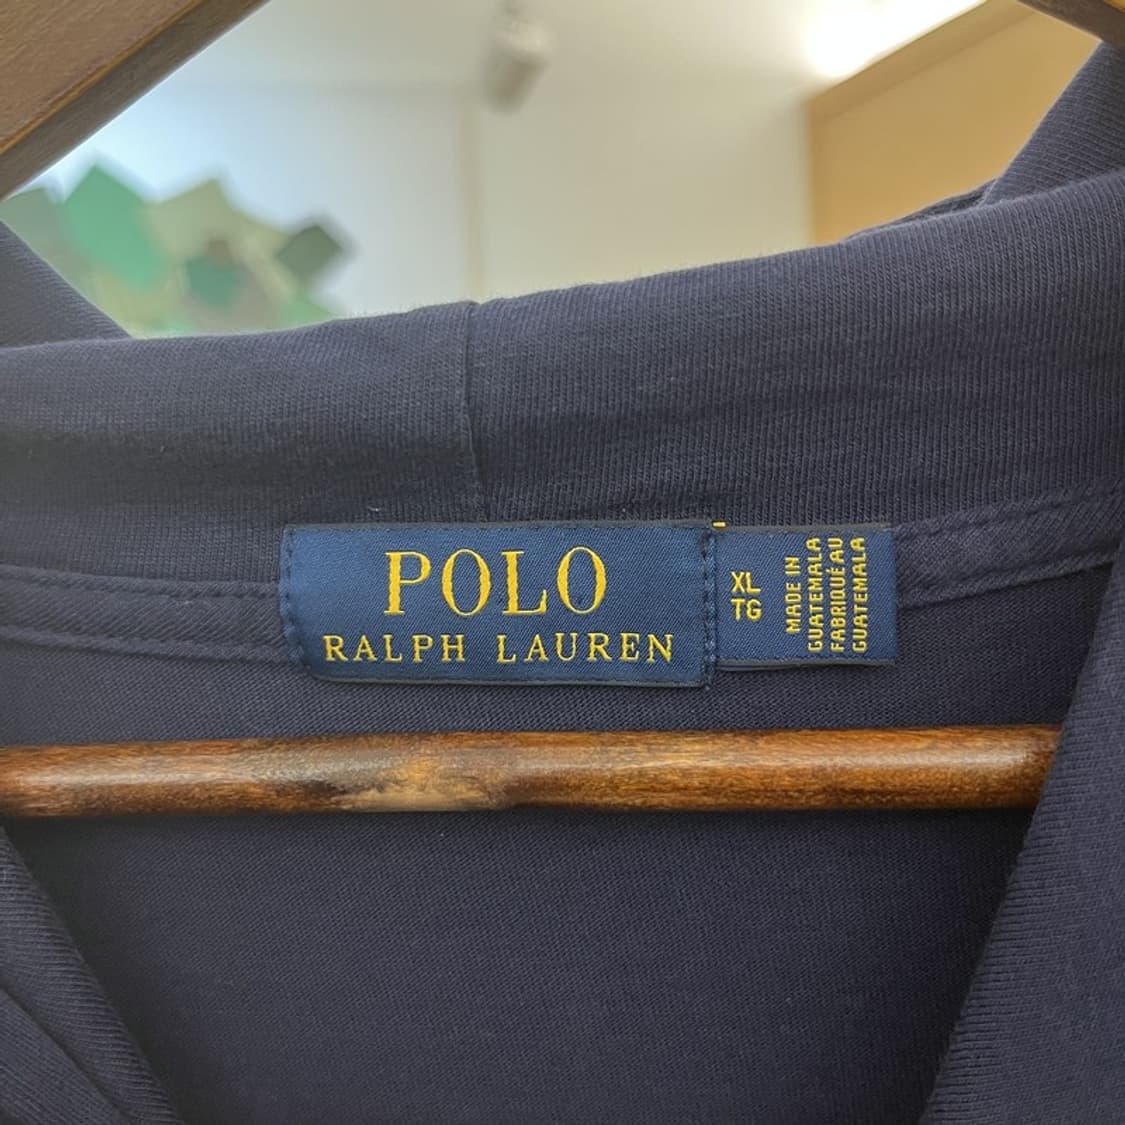 POLO
RALPH LAUREN
XL
TG
MADE IN
GUATEMALA
FABRIQUÉ AU
GUATEMALA